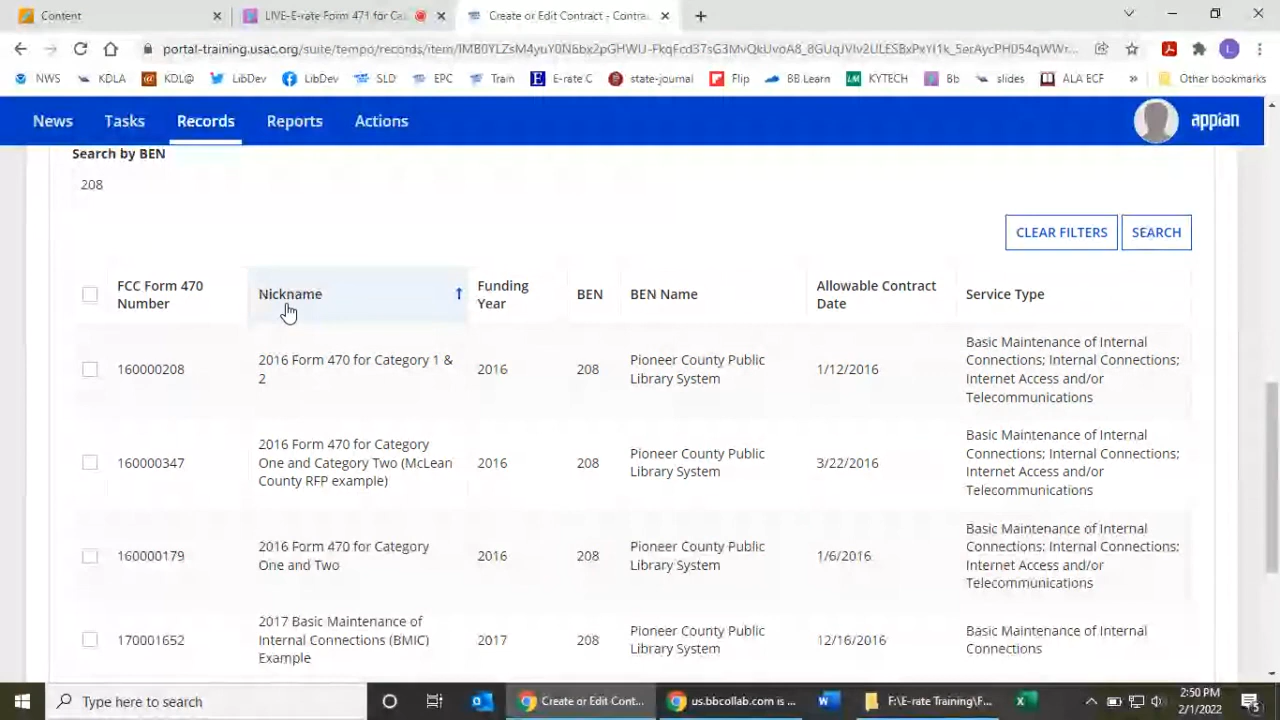 Content
LIVE-E-rate Form 471 for Ca
Create or Edit Contract - Contra
portal-training.usac.org/suite/tempo/records/item/
NWS
KDLA
KDL@
LibDev
LibDev
SLD
EPC
Train
E-rate C
state-journal
Flip
BB Learn
KYTECH
Bb
slides
ALA ECF
»
Other bookmarks
News
Tasks
Records
Reports
Actions
appian
Search by BEN
208
CLEAR FILTERS
SEARCH
FCC Form 470
Number
Nickname
Funding
Year
BEN
BEN Name
Allowable Contract
Date
Service Type
160000208
2016 Form 470 for Category 1 &
2
2016
208
Pioneer County Public
Library System
1/12/2016
Basic Maintenance of Internal
Connections; Internal Connections;
Internet Access and/or
Telecommunications
160000347
2016 Form 470 for Category
One and Category Two (McLean
County RFP example)
2016
208
Pioneer County Public
Library System
3/22/2016
Basic Maintenance of Internal
Connections; Internal Connections;
Internet Access and/or
Telecommunications
160000179
2016 Form 470 for Category
One and Two
2016
208
Pioneer County Public
Library System
1/6/2016
Basic Maintenance of Internal
Connections; Internal Connections;
Internet Access and/or
Telecommunications
170001652
2017 Basic Maintenance of
Internal Connections (BMIC)
Example
2017
208
Pioneer County Public
Library System
12/16/2016
Basic Maintenance of Internal
Connections
Type here to search
Create or Edit Cont...
us.bbcollab.com is ...
F:\E-rate Training\F...
2:50 PM
2/1/2022
5